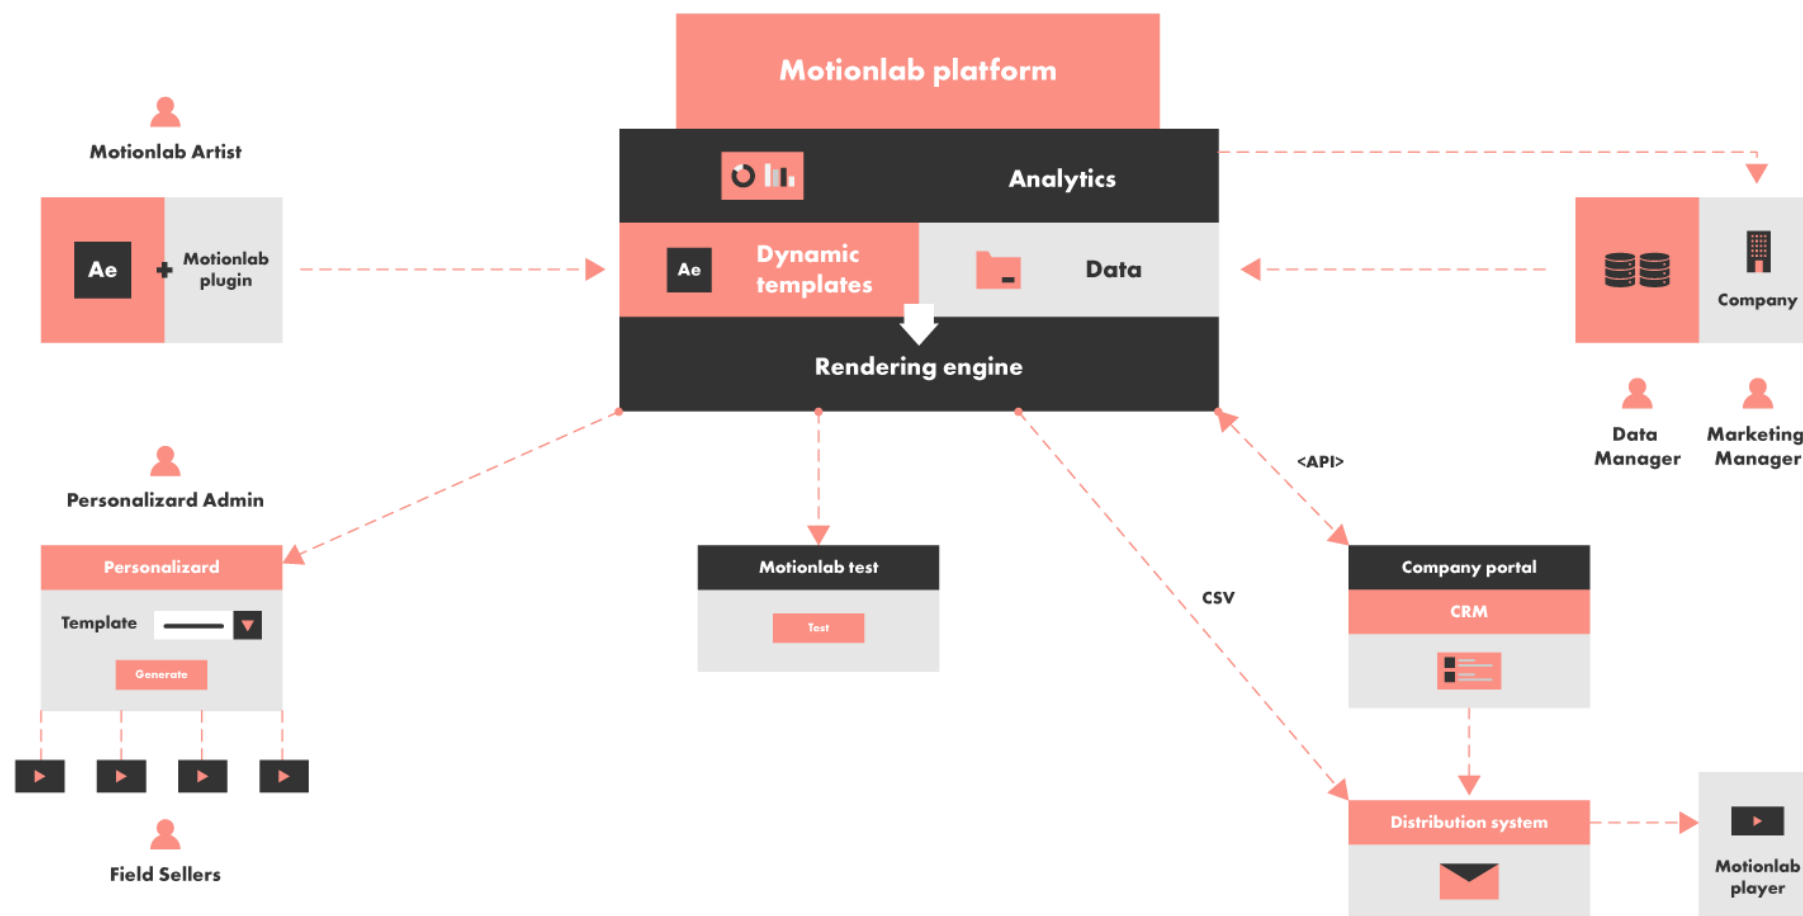 Motionlab platform
Motionlab Artist
Analytics
Ae
Motionlab
plugin
Ae
Dynamic
templates
Data
Company
Rendering engine
Data
Manager
Marketing
Manager
<API>
Personalizard Admin
Personalizard
Template
Generate
Motionlab test
Test
CSV
Company portal
CRM
Distribution system
Motionlab
player
Field Sellers